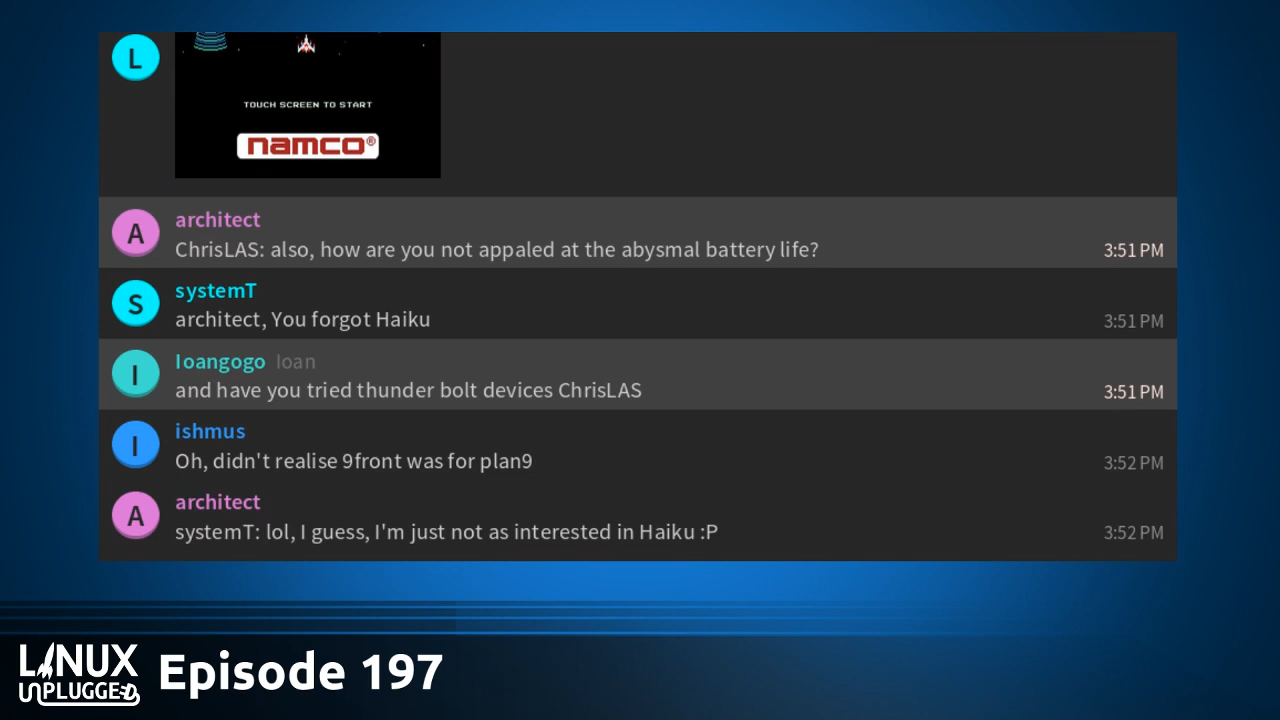 L
TOUCH SCREEN TO START
namco®
A
architect
ChrisLAS: also, how are you not appaled at the abysmal battery life?
3:51 PM
S
systemT
architect, You forgot Haiku
3:51 PM
I
Ioangogo Ioan
and have you tried thunder bolt devices ChrisLAS
3:51 PM
I
ishmus
Oh, didn't realise 9front was for plan9
3:52 PM
A
architect
systemT: lol, I guess, I'm just not as interested in Haiku :P
3:52 PM
LINUX
UNPLUGGED
Episode 197